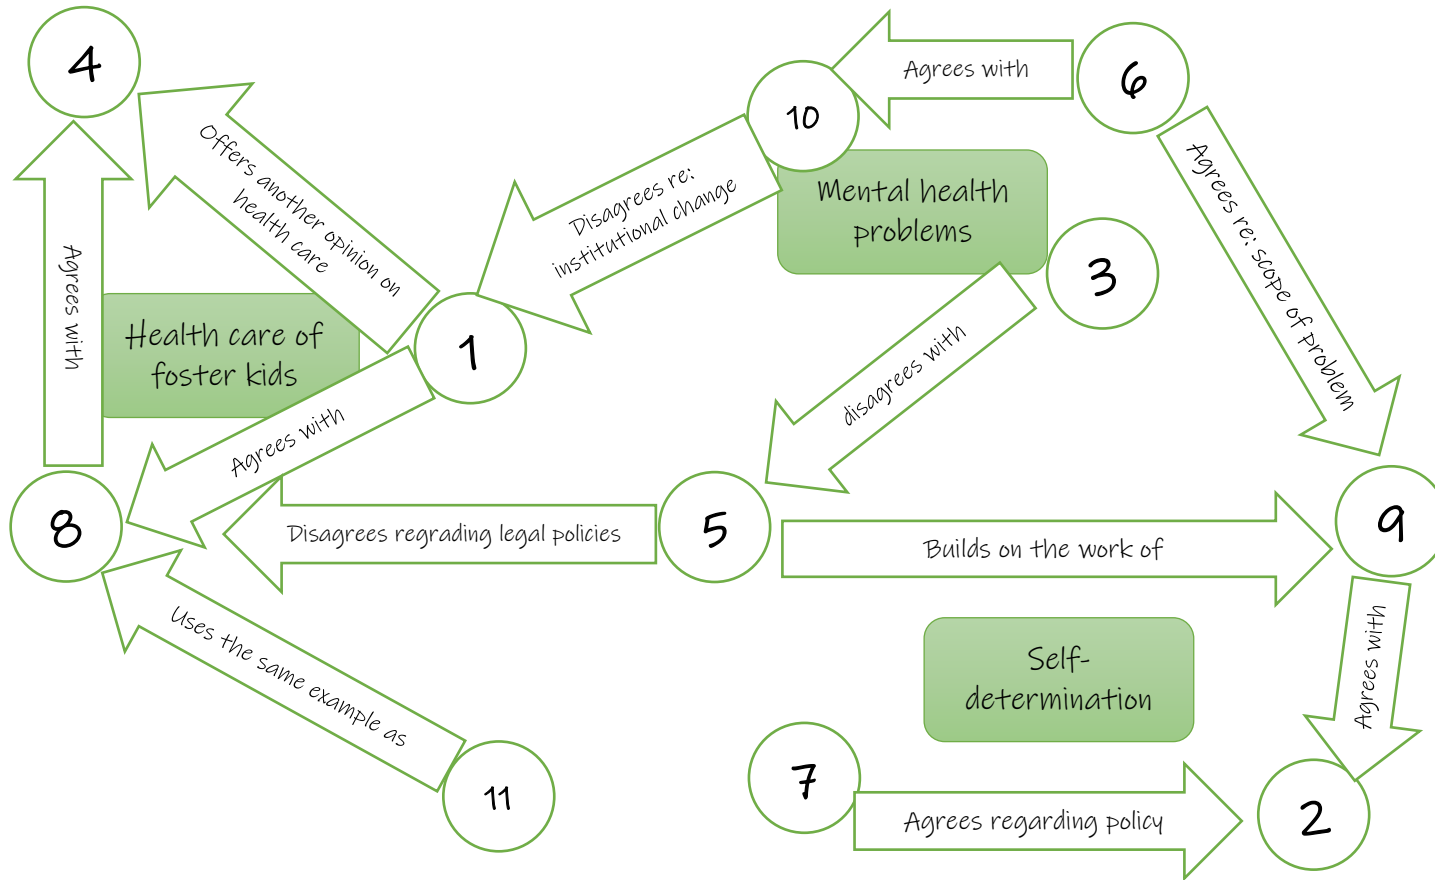 4
6
Agrees with
10
Offers another opinion on
health care
Disagrees re:
institutional change
Agrees re: scope of problem
Mental health
problems
3
Agrees with
Health care of
foster kids
1
disagrees with
Agrees with
8
Disagrees regrading legal policies
5
Builds on the work of
9
Uses the same example as
Self-
determination
Agrees with
11
7
Agrees regarding policy
2